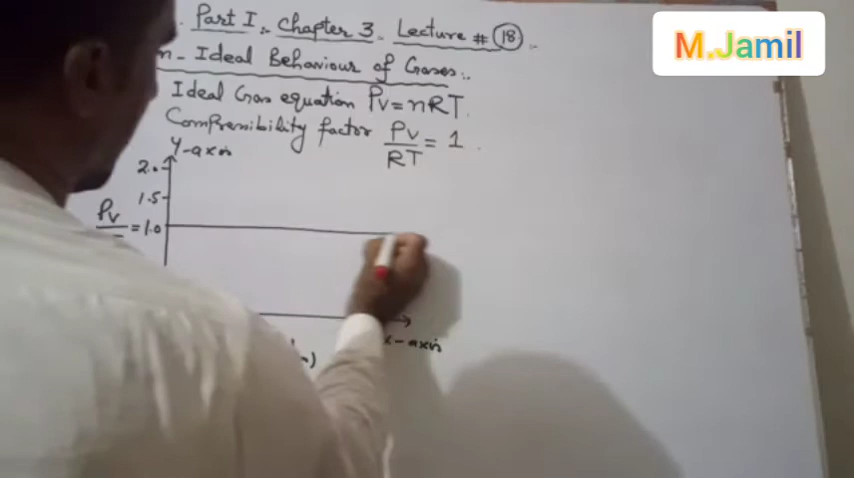 Part I, Chapter 3. Lecture # 18.
n-Ideal Behaviour of Gases..
Ideal Gas equation Pv=nRT.
Compressibility factor Pv/RT = 1.
Y-axis
2.0
1.5
Pv
=1.0
x-axis
M.Jamil